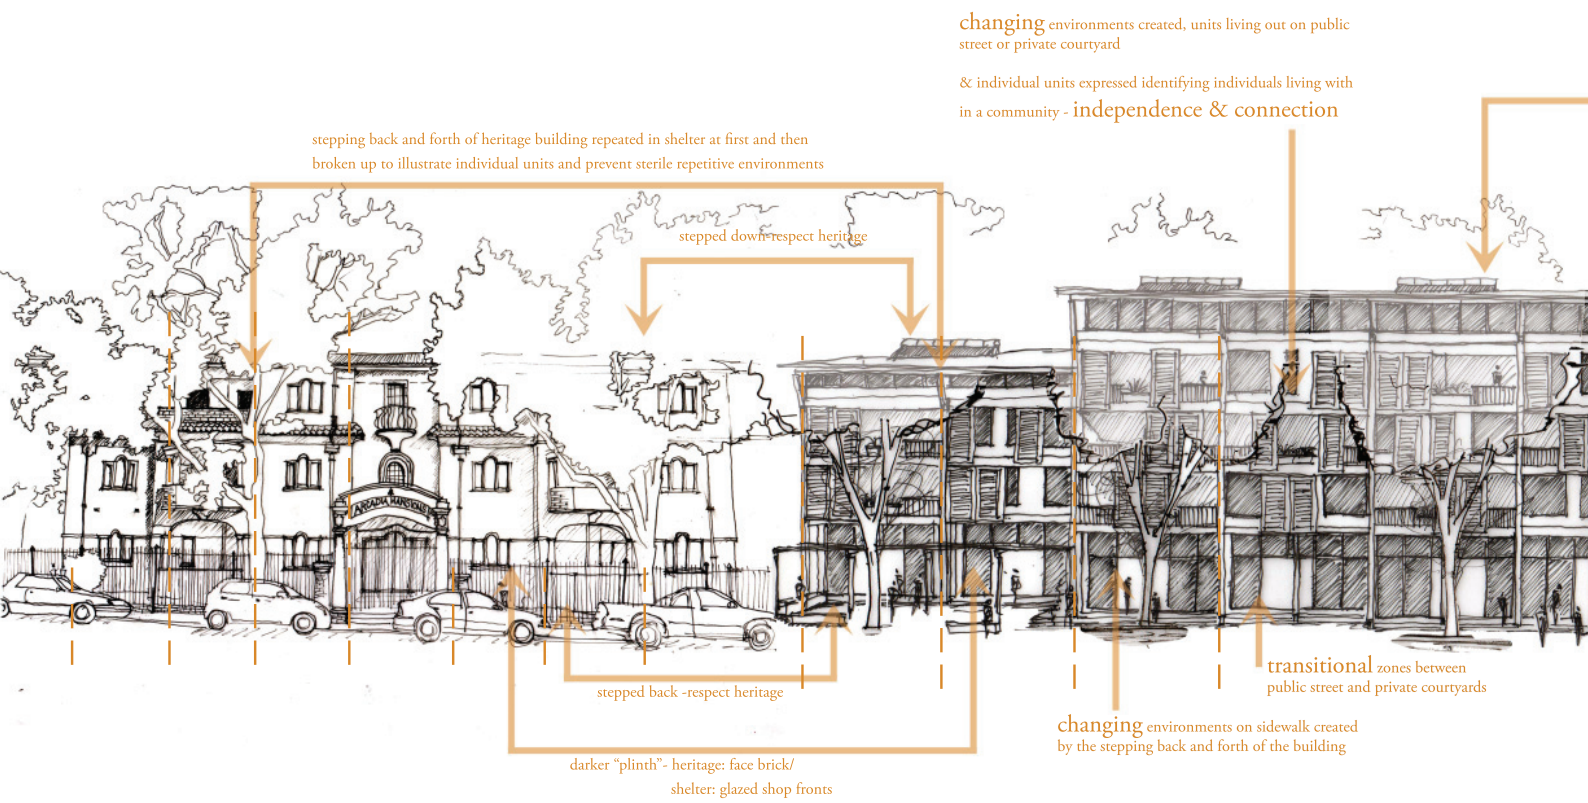 changing environments created, units living out on public
street or private courtyard
& individual units expressed identifying individuals living with
in a community - independence & connection
stepping back and forth of heritage building repeated in shelter at first and then
broken up to illustrate individual units and prevent sterile repetitive environments
stepped down-respect heritage
ARCADIA MANSIONS
stepped back -respect heritage
transitional zones between
public street and private courtyards
changing environments on sidewalk created
by the stepping back and forth of the building
darker “plinth”- heritage: face brick/
shelter: glazed shop fronts